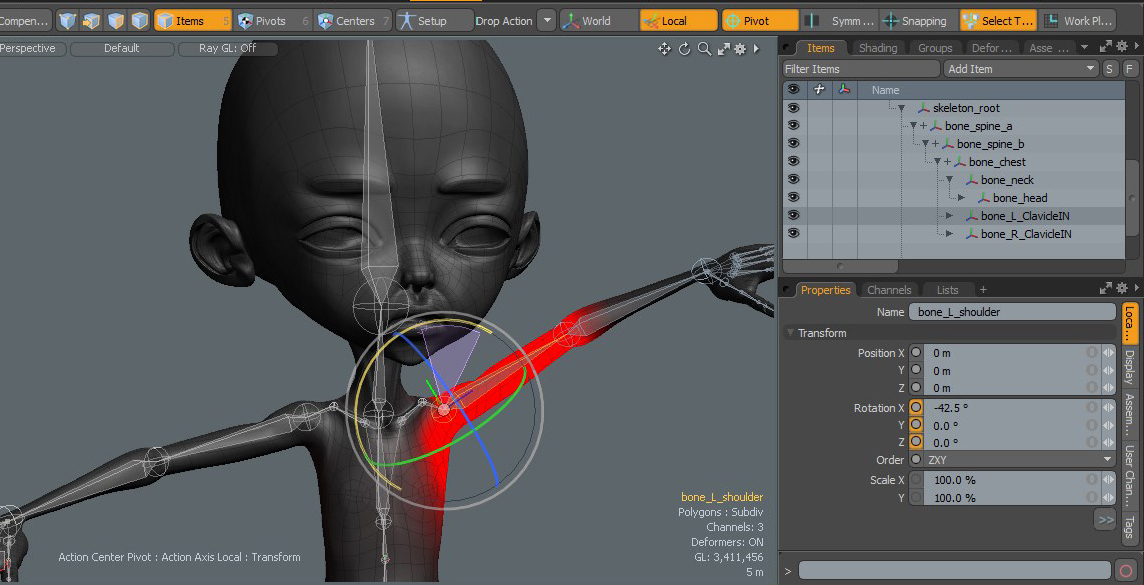 Compen... Items 5 Pivots 6 Centers 7 Setup Drop Action World Local Pivot Symm ... Snapping Select T... Work Pl...
Perspective Default Ray GL: Off
Items Shading Groups Defor ... Asse ...
Filter Items Add Item S F
Name
skeleton_root
bone_spine_a
bone_spine_b
bone_chest
bone_neck
bone_head
bone_L_ClavicleIN
bone_R_ClavicleIN
Properties Channels Lists +
Name bone_L_shoulder
Transform
Position X 0 m
Y 0 m
Z 0 m
Rotation X -42.5 °
Y 0.0 °
Z 0.0 °
Order ZXY
Scale X 100.0 %
Y 100.0 %
>>
Loca...
Display
Assem...
User Chan...
Tags
bone_L_shoulder
Polygons : Subdiv
Channels: 3
Deformers: ON
GL: 3,411,456
5 m
Action Center Pivot : Action Axis Local : Transform
>